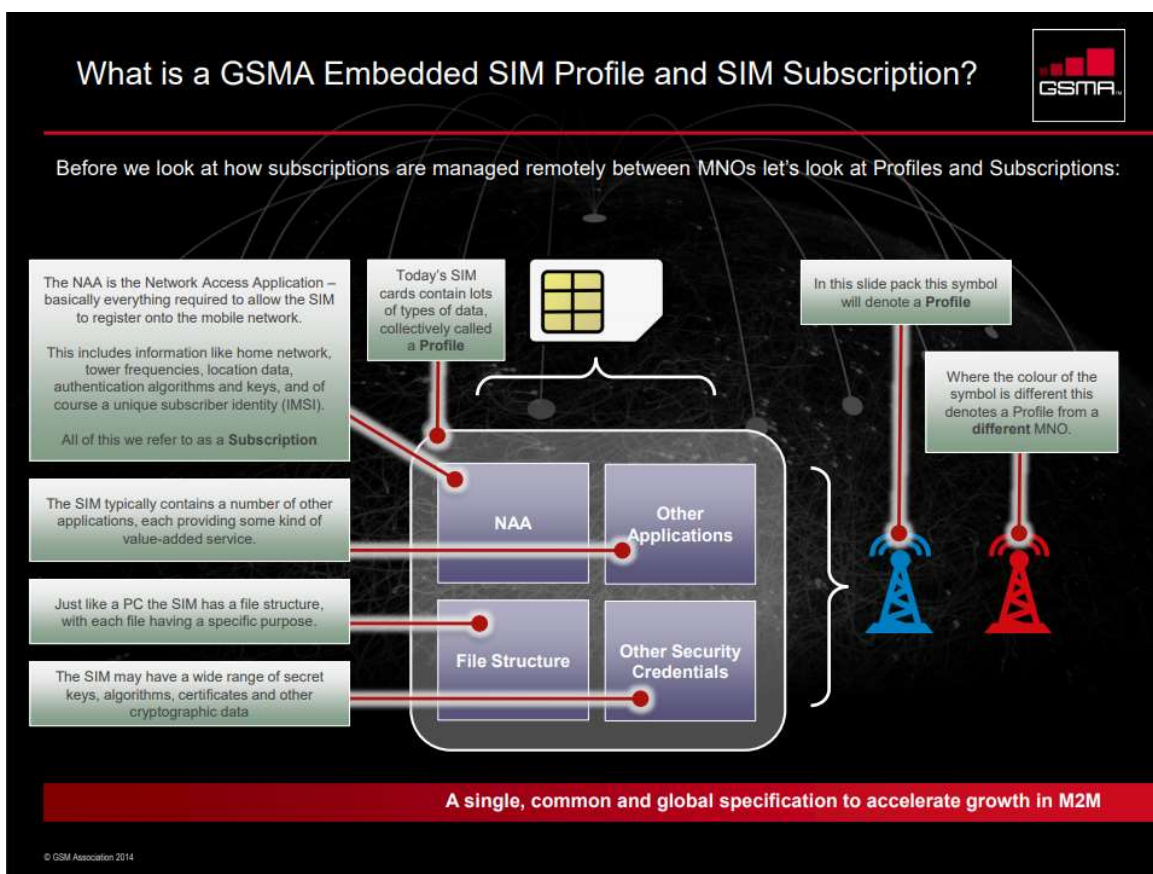 What is a GSMA Embedded SIM Profile and SIM Subscription?
GSMA™
Before we look at how subscriptions are managed remotely between MNOs let's look at Profiles and Subscriptions:
The NAA is the Network Access Application –
basically everything required to allow the SIM
to register onto the mobile network.
This includes information like home network,
tower frequencies, location data,
authentication algorithms and keys, and of
course a unique subscriber identity (IMSI).
All of this we refer to as a Subscription
Today's SIM
cards contain lots
of types of data,
collectively called
a Profile
In this slide pack this symbol
will denote a Profile
Where the colour of the
symbol is different this
denotes a Profile from a
different MNO.
The SIM typically contains a number of other
applications, each providing some kind of
value-added service.
Just like a PC the SIM has a file structure,
with each file having a specific purpose.
The SIM may have a wide range of secret
keys, algorithms, certificates and other
cryptographic data
NAA
Other
Applications
File Structure
Other Security
Credentials
A single, common and global specification to accelerate growth in M2M
© GSM Association 2014